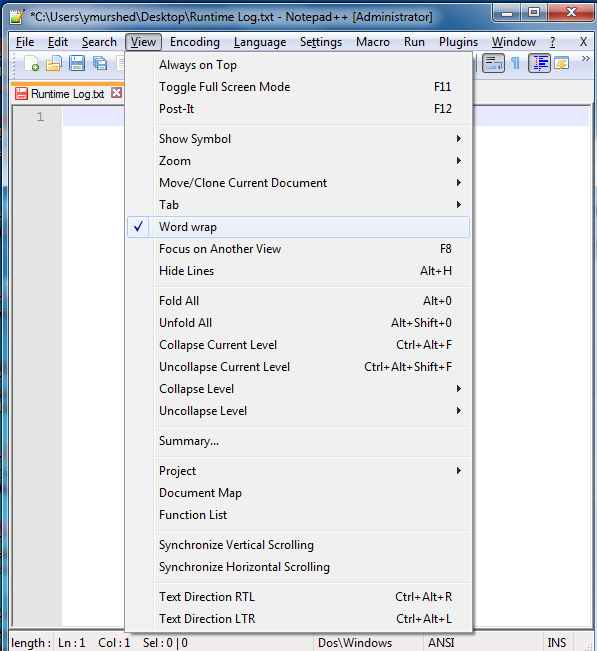 *C:\Users\ymurshed\Desktop\Runtime Log.txt - Notepad++ [Administrator]
File Edit Search View Encoding Language Settings Macro Run Plugins Window ? X
Runtime Log.txt
1
Always on Top
Toggle Full Screen Mode F11
Post-It F12
Show Symbol
Zoom
Move/Clone Current Document
Tab
Word wrap
Focus on Another View F8
Hide Lines Alt+H
Fold All Alt+0
Unfold All Alt+Shift+0
Collapse Current Level Ctrl+Alt+F
Uncollapse Current Level Ctrl+Alt+Shift+F
Collapse Level
Uncollapse Level
Summary...
Project
Document Map
Function List
Synchronize Vertical Scrolling
Synchronize Horizontal Scrolling
Text Direction RTL Ctrl+Alt+R
Text Direction LTR Ctrl+Alt+L
length : Ln : 1 Col : 1 Sel : 0 | 0 Dos\Windows ANSI INS